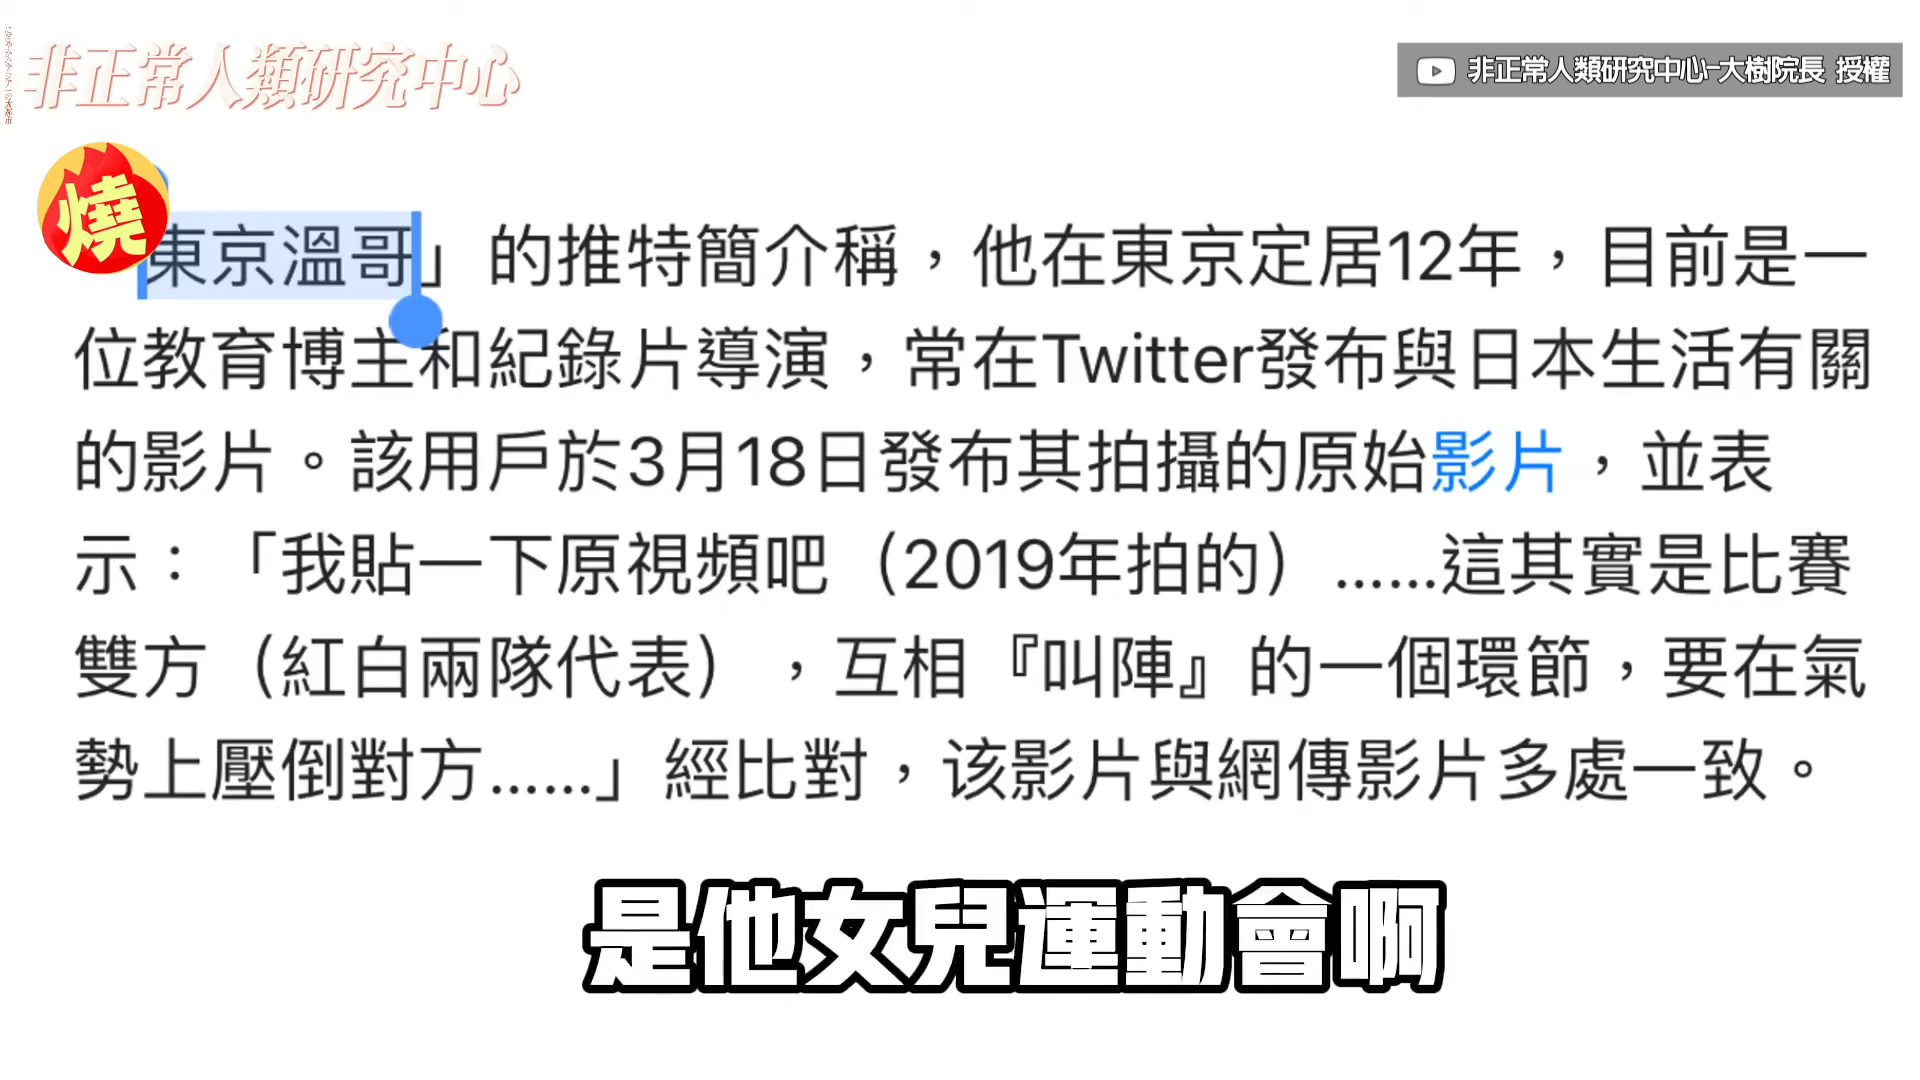 非正常人類研究中心
非正常人類研究中心-大樹院長 授權
燒
東京溫哥」的推特簡介稱，他在東京定居12年，目前是一
位教育博主和紀錄片導演，常在Twitter發布與日本生活有關
的影片。該用戶於3月18日發布其拍攝的原始影片，並表
示：「我貼一下原視頻吧（2019年拍的）……這其實是比賽
雙方（紅白兩隊代表），互相『叫陣』的一個環節，要在氣
勢上壓倒對方……」經比對，该影片與網傳影片多處一致。
是他女兒運動會啊